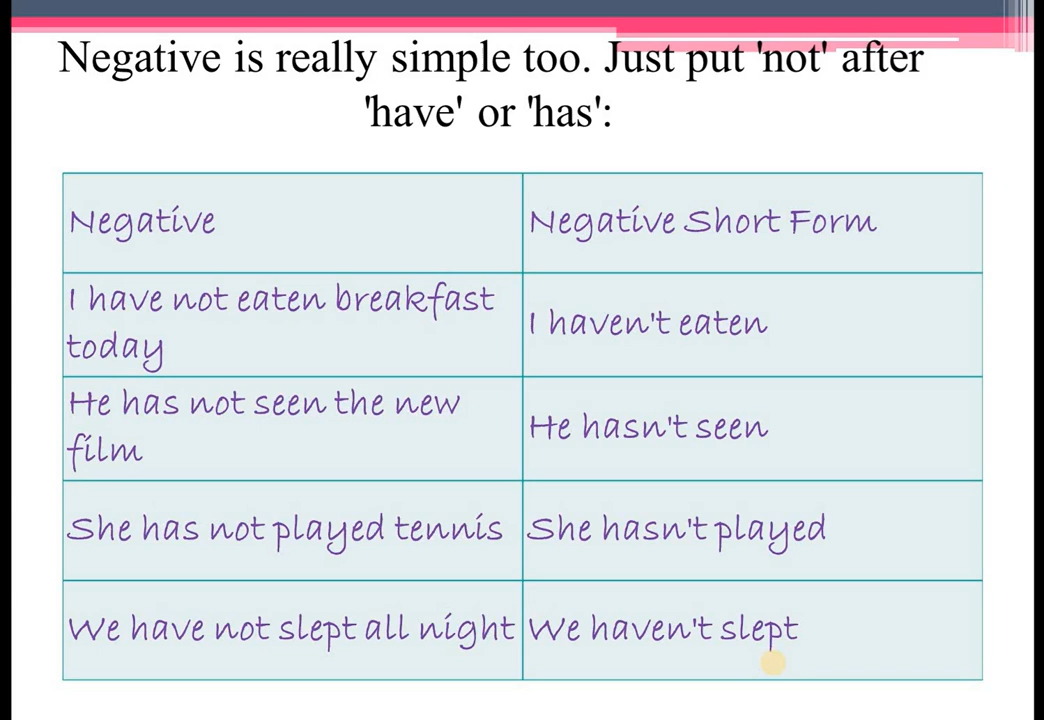 Negative is really simple too. Just put 'not' after
'have' or 'has':
Negative
Negative Short Form
I have not eaten breakfast
today
I haven't eaten
He has not seen the new
film
He hasn't seen
She has not played tennis
She hasn't played
We have not slept all night
We haven't slept